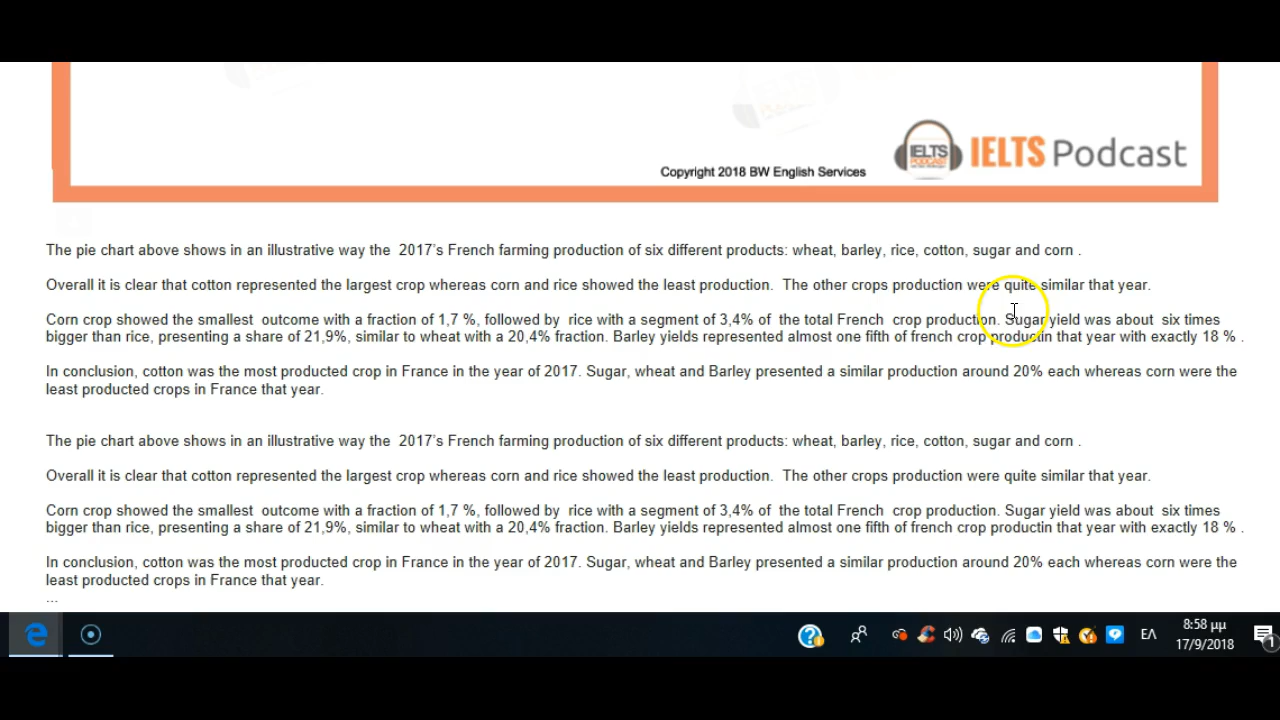 IELTS
PODCAST
IELTS Podcast
Copyright 2018 BW English Services
The pie chart above shows in an illustrative way the  2017's French farming production of six different products: wheat, barley, rice, cotton, sugar and corn .
Overall it is clear that cotton represented the largest crop whereas corn and rice showed the least production.  The other crops production were quite similar that year.
Corn crop showed the smallest  outcome with a fraction of 1,7 %, followed by  rice with a segment of 3,4% of  the total French  crop production. Sugar yield was about  six times
bigger than rice, presenting a share of 21,9%, similar to wheat with a 20,4% fraction. Barley yields represented almost one fifth of french crop productin that year with exactly 18 % .
In conclusion, cotton was the most producted crop in France in the year of 2017. Sugar, wheat and Barley presented a similar production around 20% each whereas corn were the
least producted crops in France that year.
The pie chart above shows in an illustrative way the  2017's French farming production of six different products: wheat, barley, rice, cotton, sugar and corn .
Overall it is clear that cotton represented the largest crop whereas corn and rice showed the least production.  The other crops production were quite similar that year.
Corn crop showed the smallest  outcome with a fraction of 1,7 %, followed by  rice with a segment of 3,4% of  the total French  crop production. Sugar yield was about  six times
bigger than rice, presenting a share of 21,9%, similar to wheat with a 20,4% fraction. Barley yields represented almost one fifth of french crop productin that year with exactly 18 % .
In conclusion, cotton was the most producted crop in France in the year of 2017. Sugar, wheat and Barley presented a similar production around 20% each whereas corn were the
least producted crops in France that year.
...
ΕΛ
8:58 μμ
17/9/2018
1